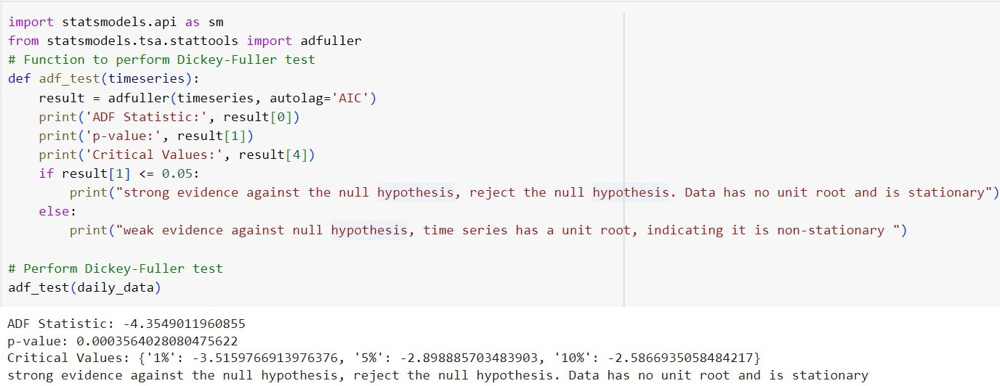 import statsmodels.api as sm
from statsmodels.tsa.stattools import adfuller
# Function to perform Dickey-Fuller test
def adf_test(timeseries):
    result = adfuller(timeseries, autolag='AIC')
    print('ADF Statistic:', result[0])
    print('p-value:', result[1])
    print('Critical Values:', result[4])
    if result[1] <= 0.05:
        print("strong evidence against the null hypothesis, reject the null hypothesis. Data has no unit root and is stationary")
    else:
        print("weak evidence against null hypothesis, time series has a unit root, indicating it is non-stationary ")
# Perform Dickey-Fuller test
adf_test(daily_data)
ADF Statistic: -4.3549011960855
p-value: 0.0003564028080475622
Critical Values: {'1%': -3.5159766913976376, '5%': -2.898885703483903, '10%': -2.5866935058484217}
strong evidence against the null hypothesis, reject the null hypothesis. Data has no unit root and is stationary